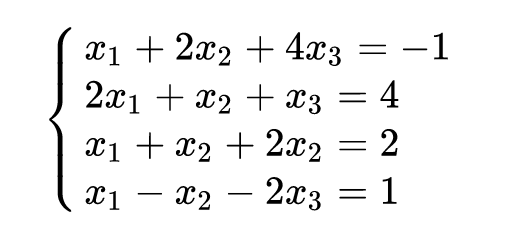 x₁ + 2x₂ + 4x₃ = −1
2x₁ + x₂ + x₃ = 4
x₁ + x₂ + 2x₂ = 2
x₁ − x₂ − 2x₃ = 1